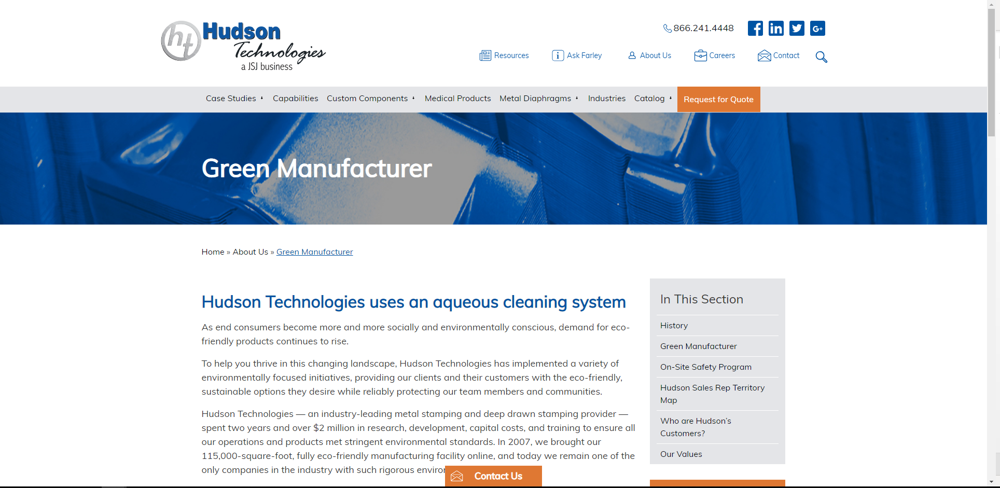 ht Hudson
Technologies
a JSJ business
866.241.4448
Resources
Ask Farley
About Us
Careers
Contact
Case Studies
Capabilities
Custom Components
Medical Products
Metal Diaphragms
Industries
Catalog
Request for Quote
Green Manufacturer
Home » About Us » Green Manufacturer
Hudson Technologies uses an aqueous cleaning system
As end consumers become more and more socially and environmentally conscious, demand for eco-
friendly products continues to rise.
To help you thrive in this changing landscape, Hudson Technologies has implemented a variety of
environmentally focused initiatives, providing our clients and their customers with the eco-friendly,
sustainable options they desire while reliably protecting our team members and communities.
Hudson Technologies — an industry-leading metal stamping and deep drawn stamping provider —
spent two years and over $2 million in research, development, capital costs, and training to ensure all
our operations and products met stringent environmental standards. In 2007, we brought our
115,000-square-foot, fully eco-friendly manufacturing facility online, and today we remain one of the
only companies in the industry with such rigorous
Contact Us
In This Section
History
Green Manufacturer
On-Site Safety Program
Hudson Sales Rep Territory
Map
Who are Hudson's
Customers?
Our Values